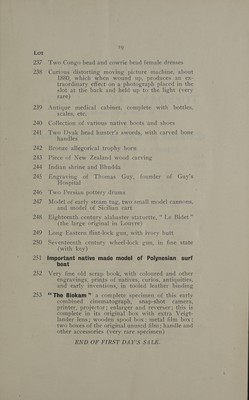 19
Lot
237 Two Congo bead and cowrie bead female dresses
238 Curious distorting moving picture machine, about
1880, which when wound up, produces an ex-
traordinary effect on a photograph placed in the
slot at the back and held up to the light (very
rare)
239 Antique medical cabinet, complete with bottles,
scales, etc.
240 Collection of various native boots and shoes
241 Two Dyak head hunter's swords, with carved bone
handles
242 Bronze allegorical trophy horn
243 Piece of New Zealand wood carving
244 Indian shrine and Bhudda
245 Engraving of Thomas Guy, founder of Guy's
Hospital
246 Two Persian pottery drums
247 Model of early steam tug, two small model cannons,
and model of Sicilian cart
248 Eighteenth century alabaster statuette, "Le Baiet"
(the large original in Louvre)
249 Long Eastern flint-lock gun, with ivory butt
250 Seventeenth century wheel-lock gun, in fine state
(with key)
251 Important native made model of Polynesian surf
boat
252 Very fine old scrap book, with coloured and other
engravings, prints of natives, curios, antiquities,
and early inventions, in tooled leather binding
253 "The Biokam" a complete specimen of this early
combined cinematograph, snap-shot camera,
printer, projector; enlarger and reverser; this is
complete in its original box with extra Voigt-
lander lens; wooden spool box; metal film box;
two boxes of the original unused film; handle and
other accessories (very rare specimen)
END OF FIRST DAY'S SALE.